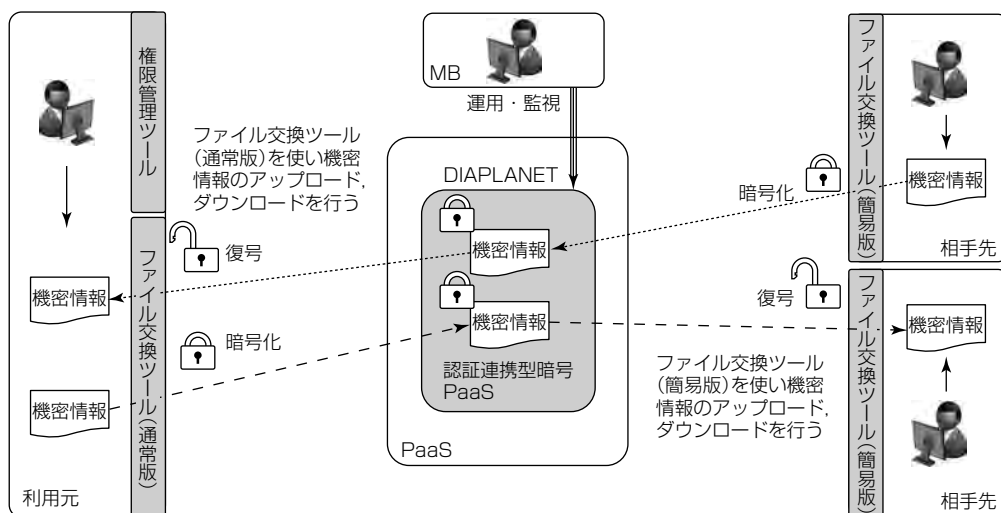 権限管理ツール
ファイル交換ツール(通常版)
ファイル交換ツール
(通常版)を使い機密
情報のアップロード,
ダウンロードを行う
復号
機密情報
暗号化
機密情報
利用元
MB
運用・監視
DIAPLANET
機密情報
機密情報
認証連携型暗号
PaaS
PaaS
暗号化
ファイル交換ツール(簡易版)
機密情報
相手先
復号
ファイル交換ツール
(簡易版)を使い機密
情報のアップロード,
ダウンロードを行う
ファイル交換ツール(簡易版)
機密情報
相手先